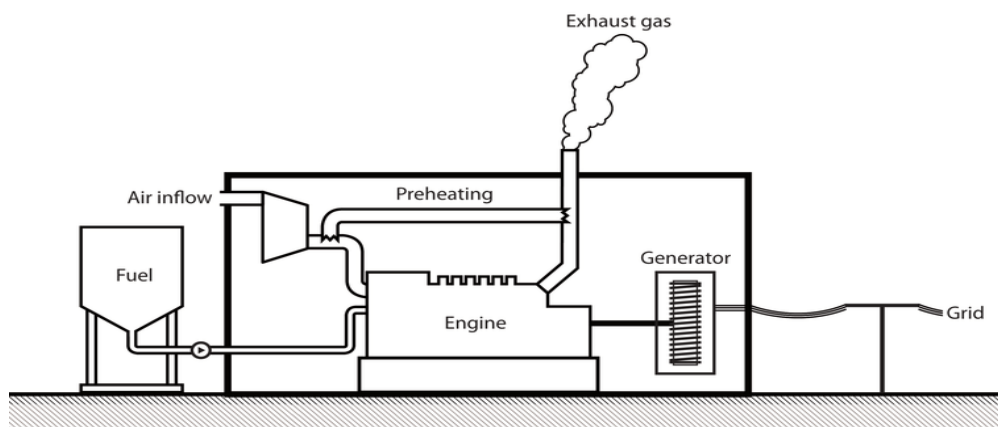 Exhaust gas
Air inflow
Preheating
Fuel
Generator
Engine
Grid